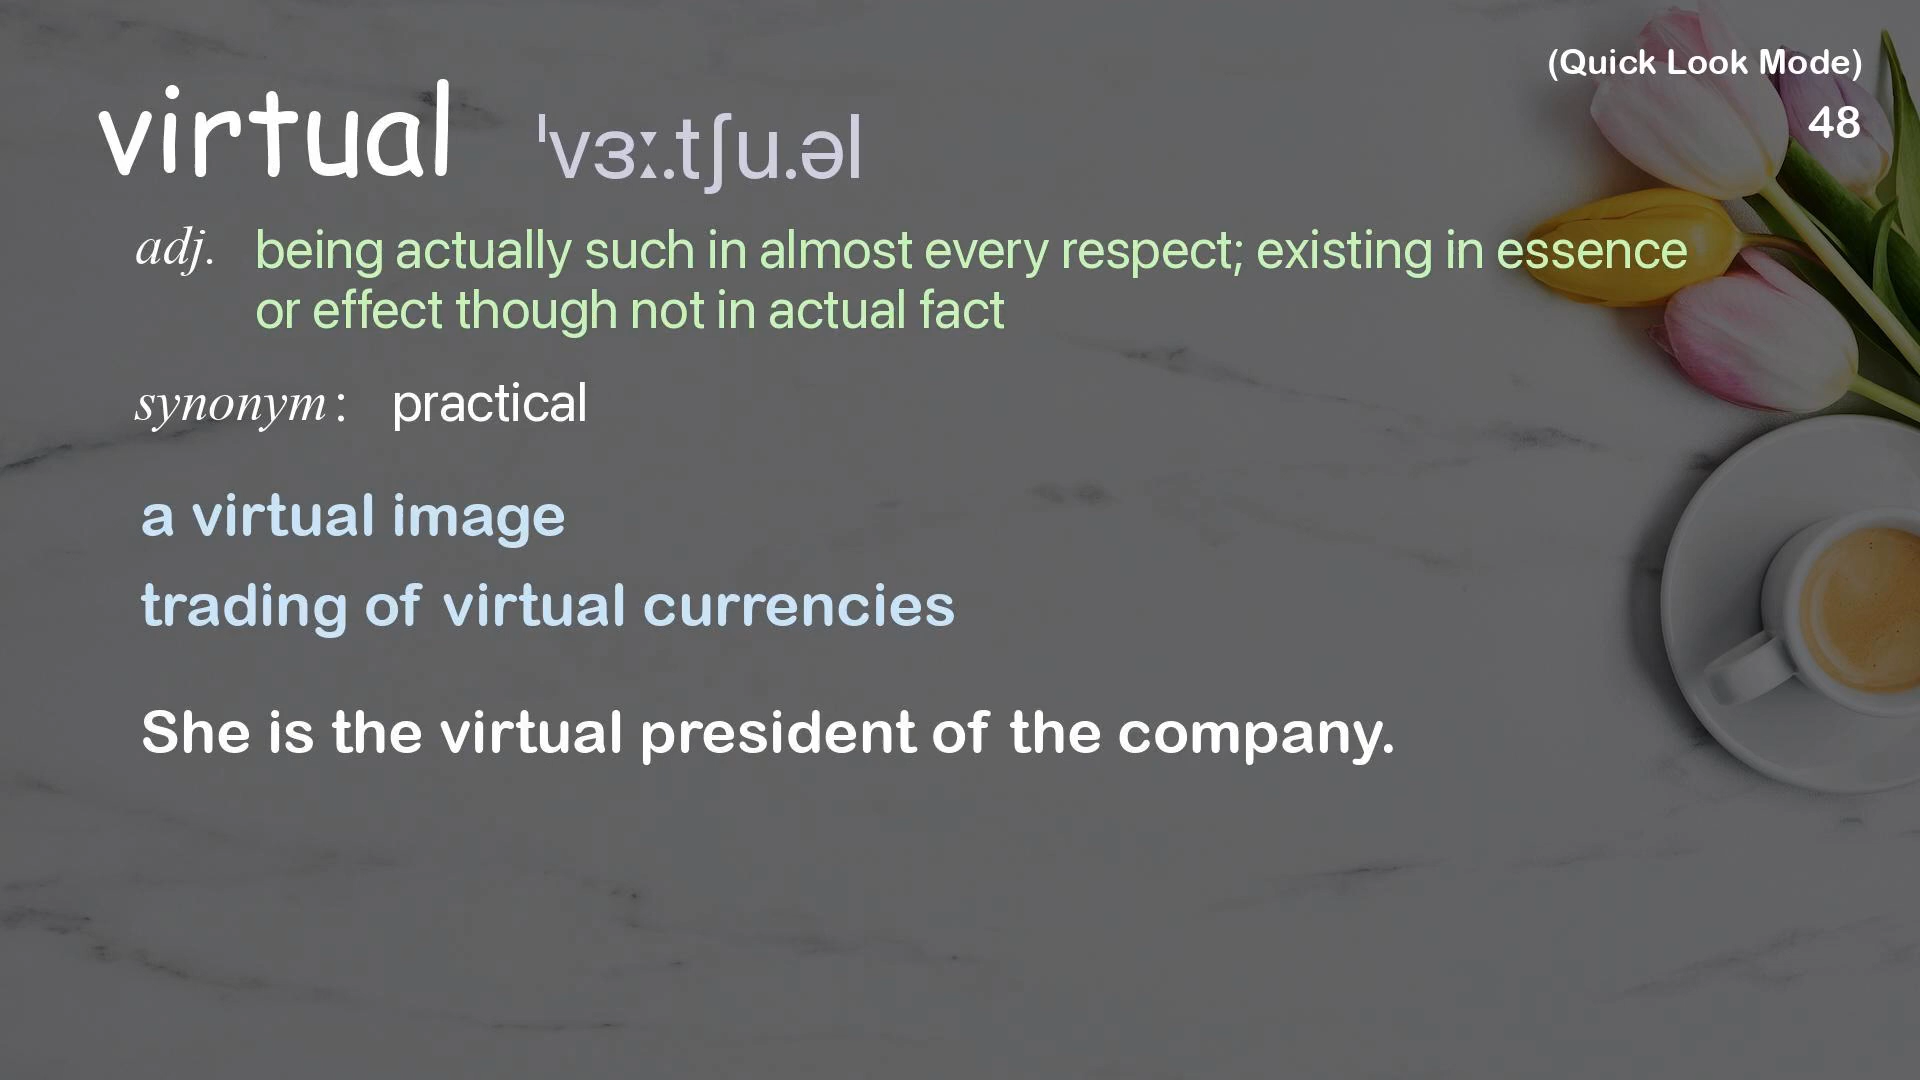 (Quick Look Mode)
48
virtual ˈvɜː.tʃu.əl
adj. being actually such in almost every respect; existing in essence
or effect though not in actual fact
synonym: practical
a virtual image
trading of virtual currencies
She is the virtual president of the company.